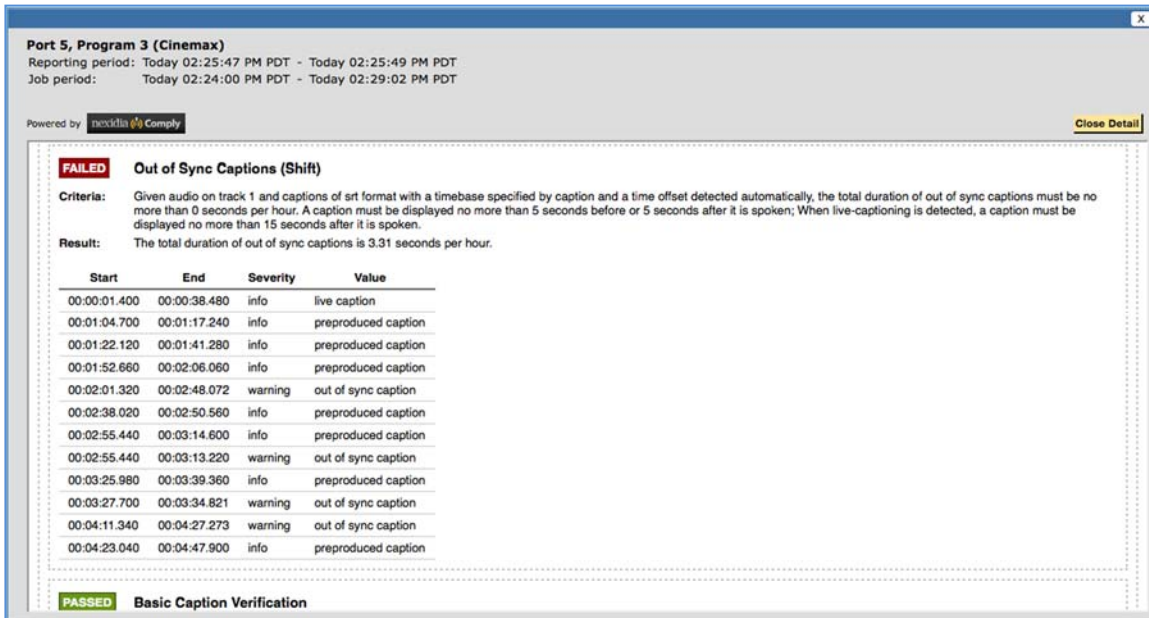 X
Port 5, Program 3 (Cinemax)
Reporting period: Today 02:25:47 PM PDT - Today 02:25:49 PM PDT
Job period: Today 02:24:00 PM PDT - Today 02:29:02 PM PDT
Powered by nexidia Comply
Close Detail
FAILED Out of Sync Captions (Shift)
Criteria: Given audio on track 1 and captions of srt format with a timebase specified by caption and a time offset detected automatically, the total duration of out of sync captions must be no
more than 0 seconds per hour. A caption must be displayed no more than 5 seconds before or 5 seconds after it is spoken; When live-captioning is detected, a caption must be
displayed no more than 15 seconds after it is spoken.
Result: The total duration of out of sync captions is 3.31 seconds per hour.
Start End Severity Value
00:00:01.400 00:00:38.480 info live caption
00:01:04.700 00:01:17.240 info preproduced caption
00:01:22.120 00:01:41.280 info preproduced caption
00:01:52.660 00:02:06.060 info preproduced caption
00:02:01.320 00:02:48.072 warning out of sync caption
00:02:38.020 00:02:50.560 info preproduced caption
00:02:55.440 00:03:14.600 info preproduced caption
00:02:55.440 00:03:13.220 warning out of sync caption
00:03:25.980 00:03:39.360 info preproduced caption
00:03:27.700 00:03:34.821 warning out of sync caption
00:04:11.340 00:04:27.273 warning out of sync caption
00:04:23.040 00:04:47.900 info preproduced caption
PASSED Basic Caption Verification